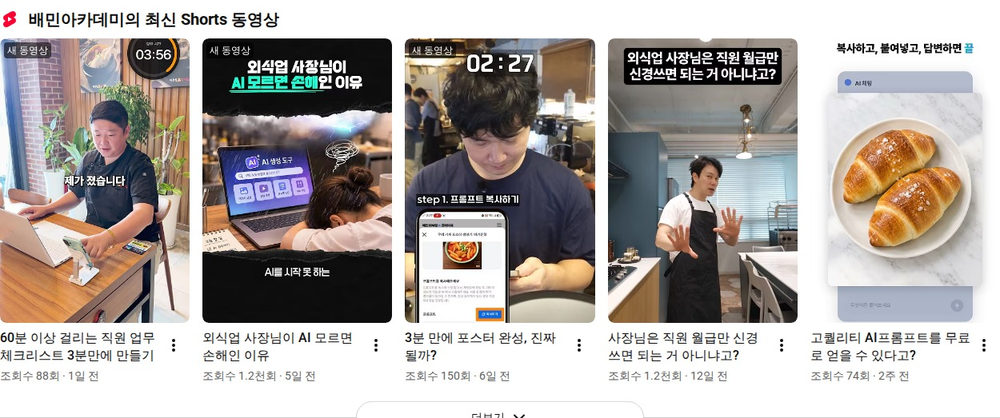 배민아카데미의 최신 Shorts 동영상
새 동영상
03:56
제가 졌습니다
60분 이상 걸리는 직원 업무
체크리스트 3분만에 만들기
조회수 88회 · 1일 전
새 동영상
외식업 사장님이
AI 모르면 손해인 이유
AI 생성 도구
AI를 시작 못 하는
외식업 사장님이 AI 모르면
손해인 이유
조회수 1.2천회 · 5일 전
새 동영상
02:27
step 1. 프롬프트 복사하기
3분 만에 포스터 완성, 진짜
될까?
조회수 150회 · 6일 전
외식업 사장님은 직원 월급만
신경쓰면 되는 거 아니냐고?
사장님은 직원 월급만 신경
쓰면 되는 거 아니냐고?
조회수 1.2천회 · 12일 전
복사하고, 붙여넣고, 답변하면 끝
AI 채팅
고퀄리티 AI프롬프트를 무료
로 얻을 수 있다고?
조회수 74회 · 2주 전
더보기